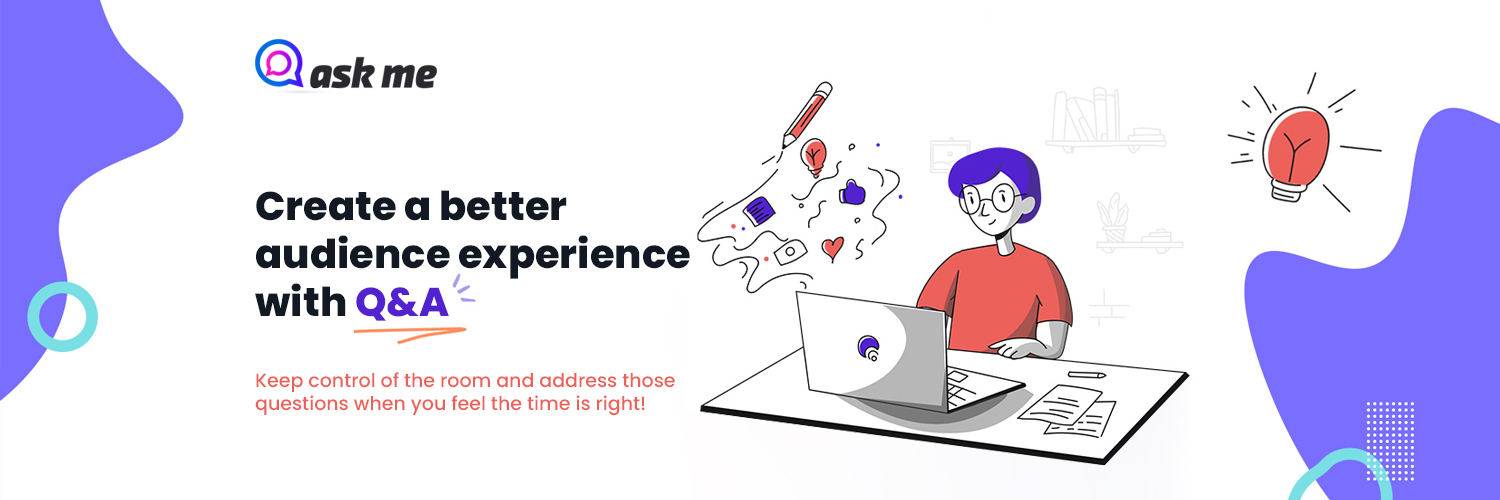 ask me
Create a better
audience experience
with Q&A
Keep control of the room and address those
questions when you feel the time is right!